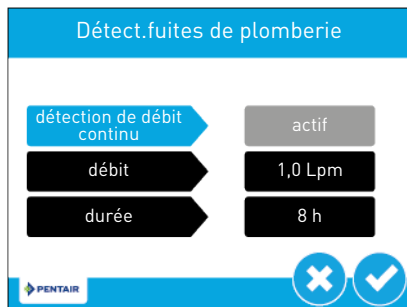 Détect.fuites de plomberie
détection de débit
continu
actif
débit
1,0 Lpm
durée
8 h
PENTAIR